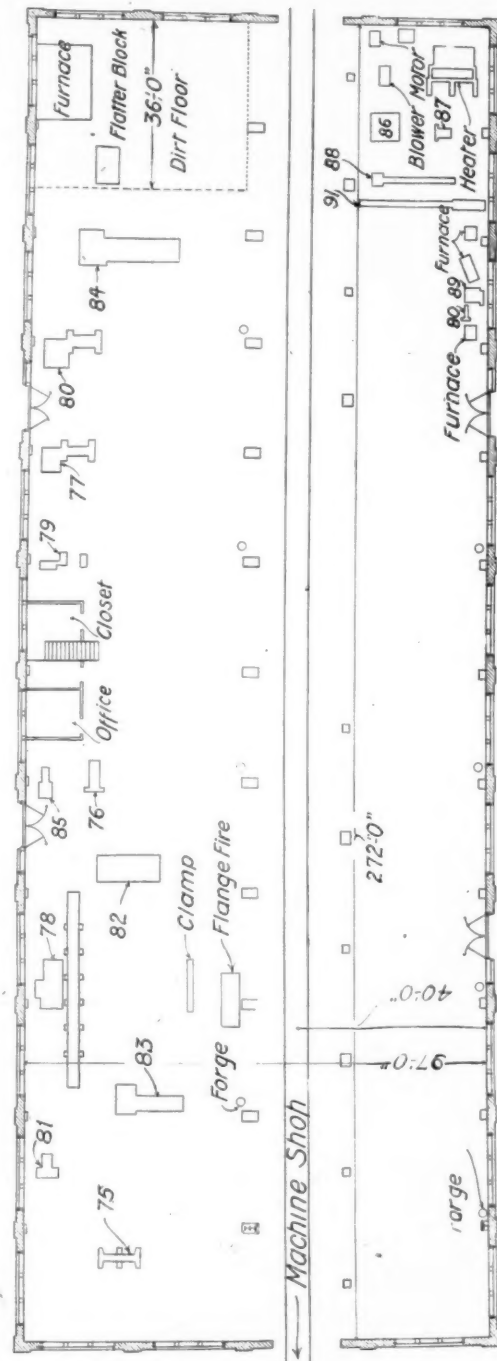 Furnace
Flatter Block
36'-0"
Dirt Floor
84
80
77
79
Closet
Office
85
76
82
78
Clamp
Flange Fire
Forge
83
81
75
Machine Shop
Motor
Blower
86
87
Heater
88
91
Furnace
89
80
Furnace
272'-0"
40'-0"
97'-0"